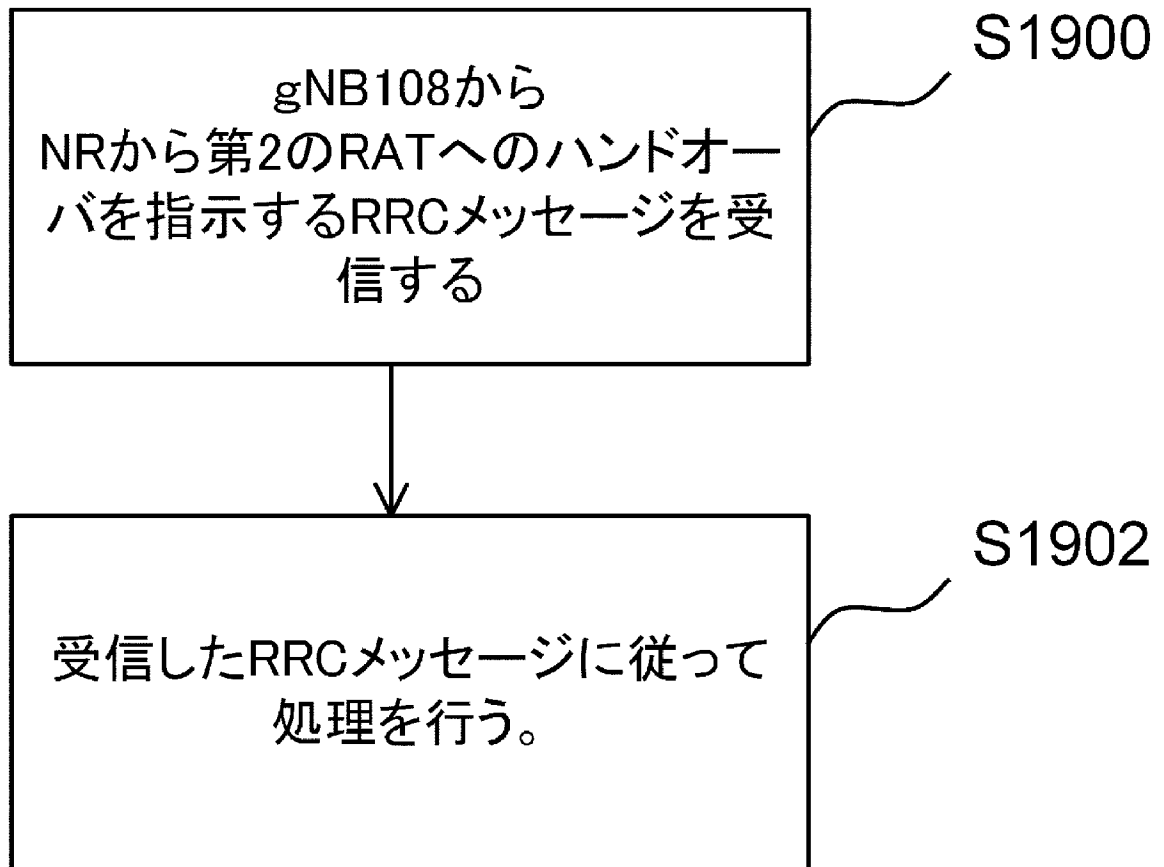 S1900
gNB108から
NRから第2のRATへのハンドオー
バを指示するRRCメッセージを受
信する
S1902
受信したRRCメッセージに従って
処理を行う。